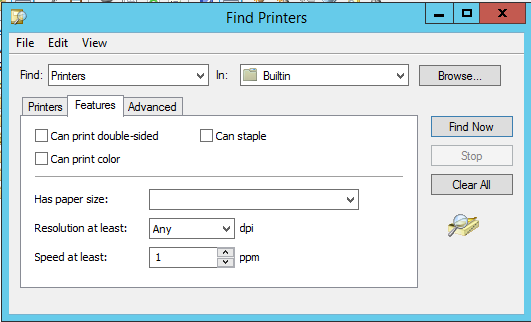 Find Printers
File Edit View
Find: Printers In: Builtin Browse...
Printers Features Advanced
Can print double-sided Can staple
Can print color
Has paper size:
Resolution at least: Any dpi
Speed at least: 1 ppm
Find Now
Stop
Clear All